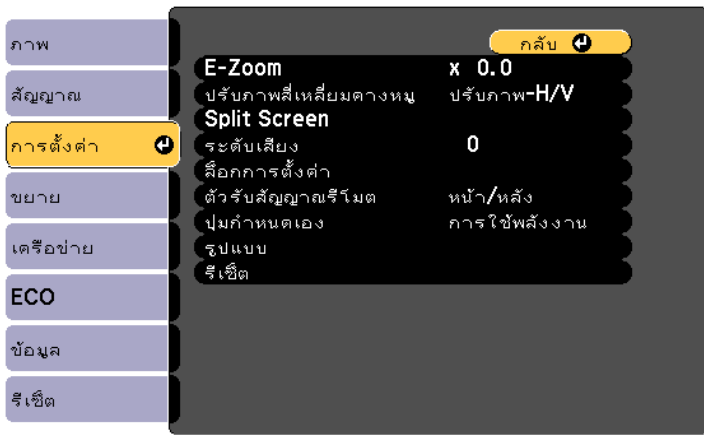 ภาพ
สัญญาณ
การตั้งค่า
ขยาย
เครือข่าย
ECO
ข้อมูล
รีเซ็ต
กลับ
E-Zoom x 0.0
ปรับภาพสี่เหลี่ยมคางหมู ปรับภาพ-H/V
Split Screen
ระดับเสียง 0
ล็อกการตั้งค่า
ตัวรับสัญญาณรีโมต หน้า/หลัง
ปุ่มกำหนดเอง การใช้พลังงาน
รูปแบบ
รีเซ็ต